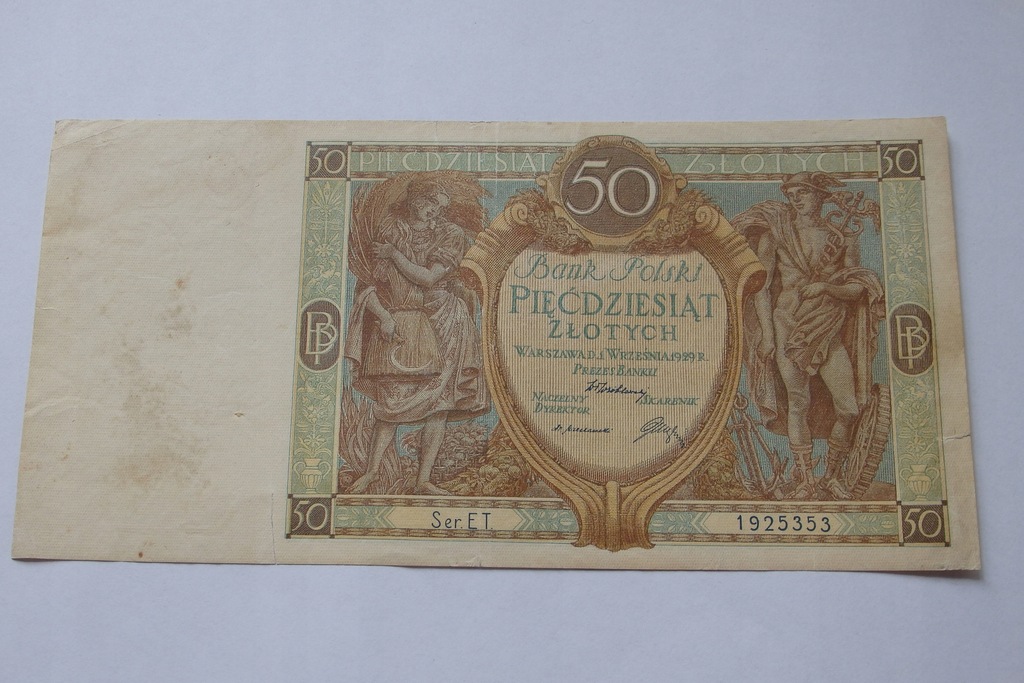 50 PIĘĆDZIESIĄT 50 ZŁOTYCH 50
Bank Polski
PIĘĆDZIESIĄT
ZŁOTYCH
WARSZAWA D. 1 WRZEŚNIA 1929 R.
PREZES BANKU
NACZELNY SKARBNIK
DYREKTOR
BP BP
50 Ser. ET. 1925353 50